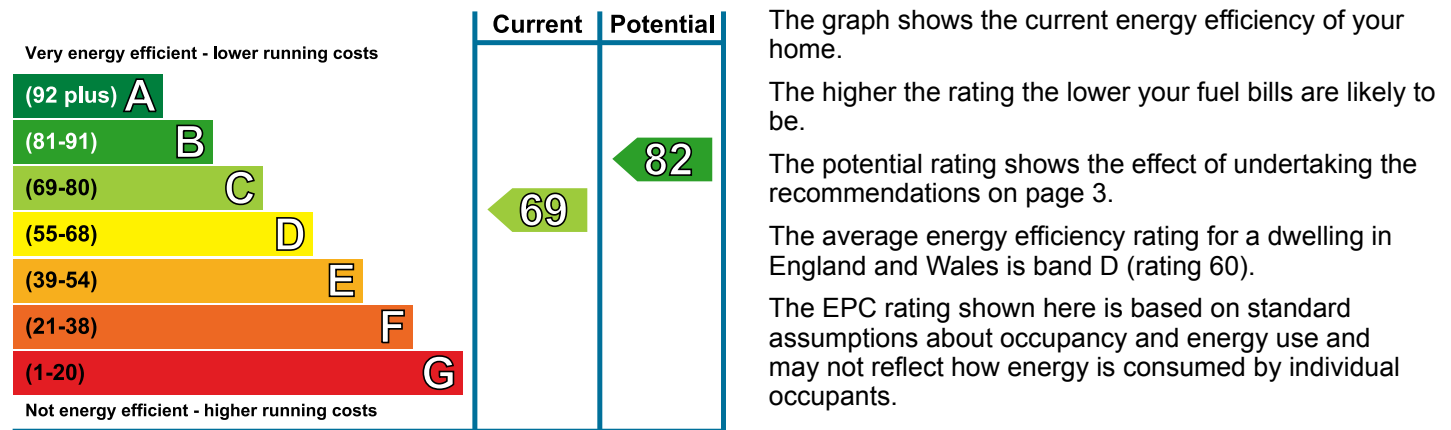 Current Potential
Very energy efficient - lower running costs
(92 plus) A
(81-91) B
82
(69-80) C
69
(55-68) D
(39-54) E
(21-38) F
(1-20) G
Not energy efficient - higher running costs
The graph shows the current energy efficiency of your
home.
The higher the rating the lower your fuel bills are likely to
be.
The potential rating shows the effect of undertaking the
recommendations on page 3.
The average energy efficiency rating for a dwelling in
England and Wales is band D (rating 60).
The EPC rating shown here is based on standard
assumptions about occupancy and energy use and
may not reflect how energy is consumed by individual
occupants.